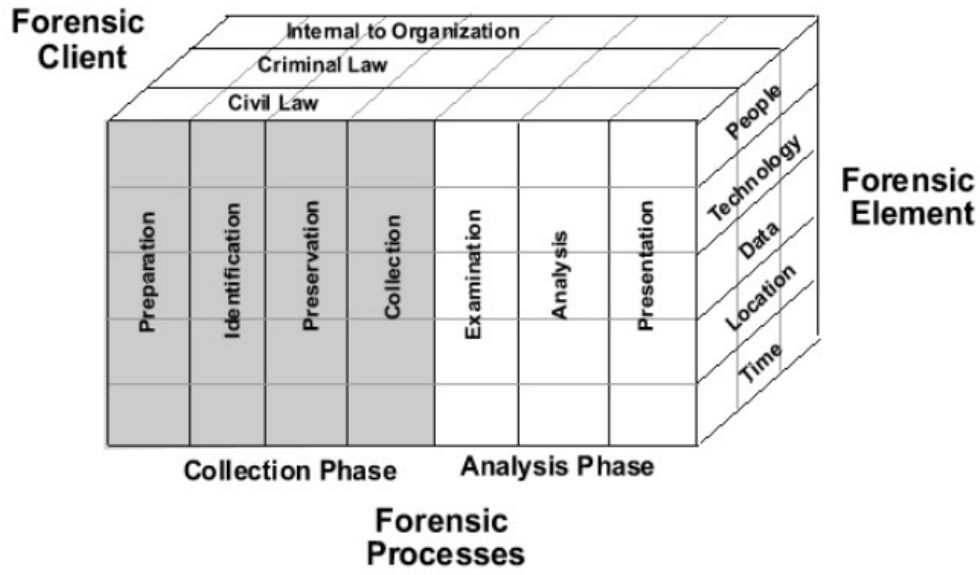 Forensic
Client
Internal to Organization
Criminal Law
Civil Law
People
Technology
Data
Location
Time
Forensic
Element
Preparation
Identification
Preservation
Collection
Examination
Analysis
Presentation
Collection Phase
Analysis Phase
Forensic
Processes